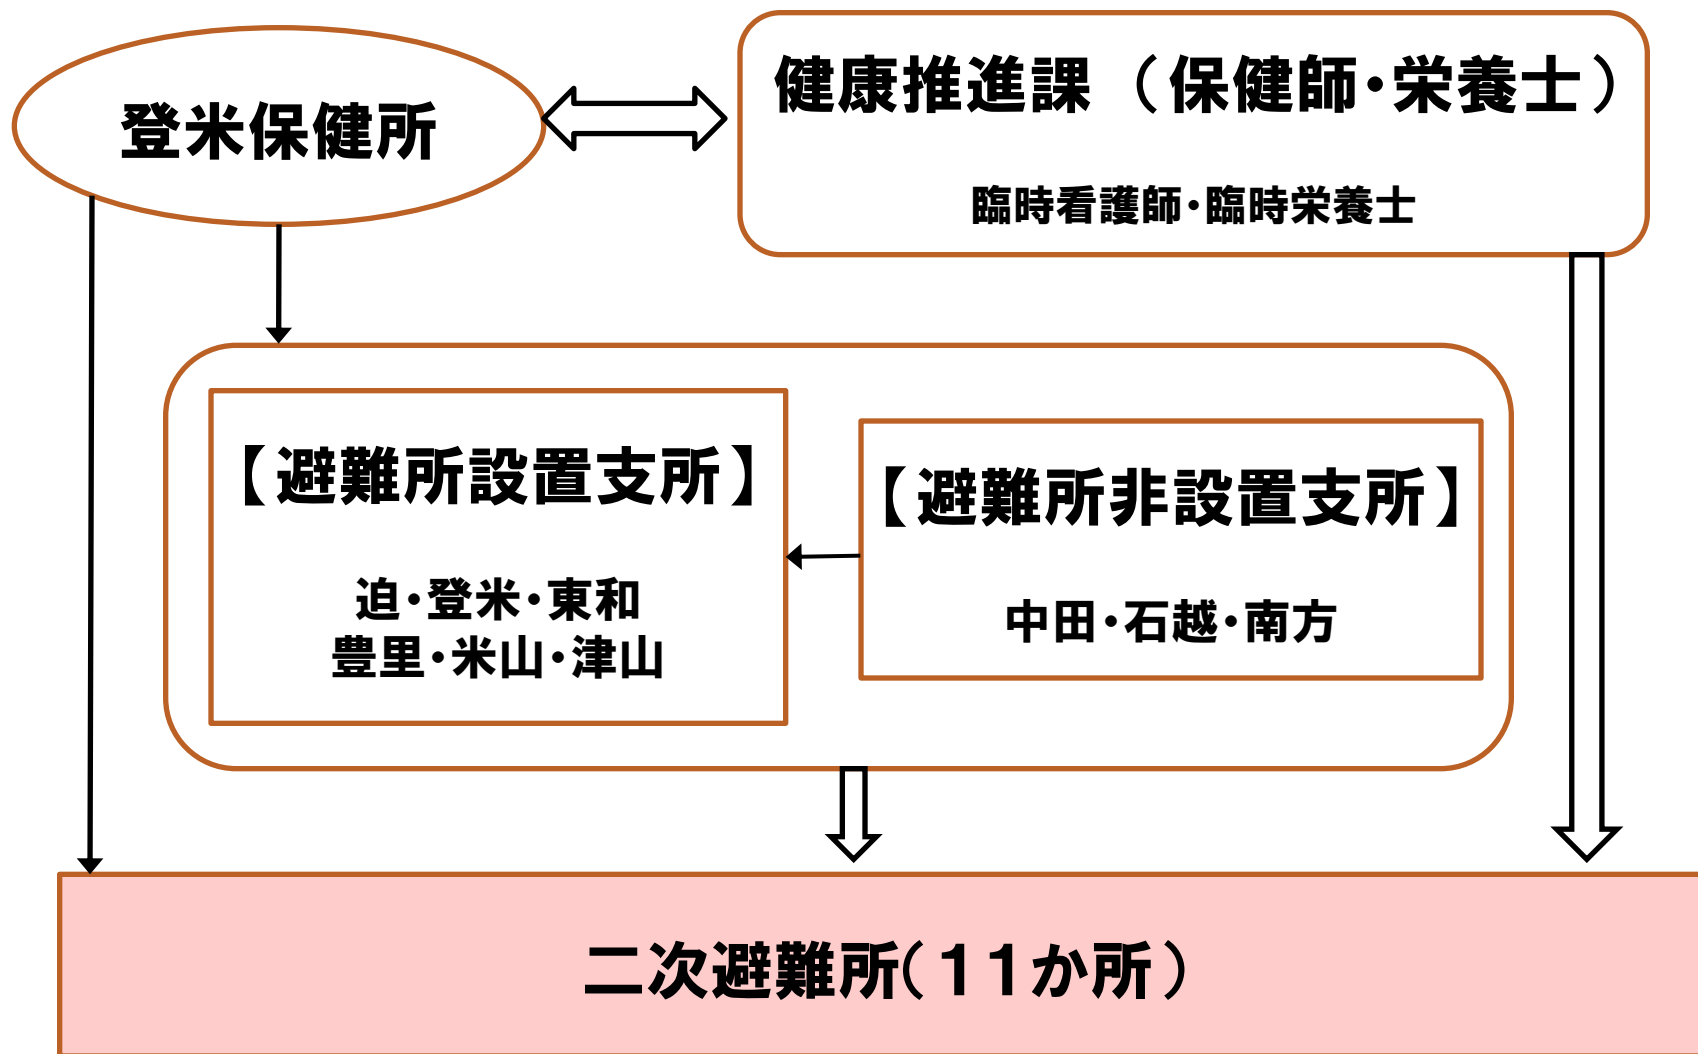 登米保健所
健康推進課（保健師・栄養士）
臨時看護師・臨時栄養士
【避難所設置支所】
迫・登米・東和
豊里・米山・津山
【避難所非設置支所】
中田・石越・南方
二次避難所（１１か所）